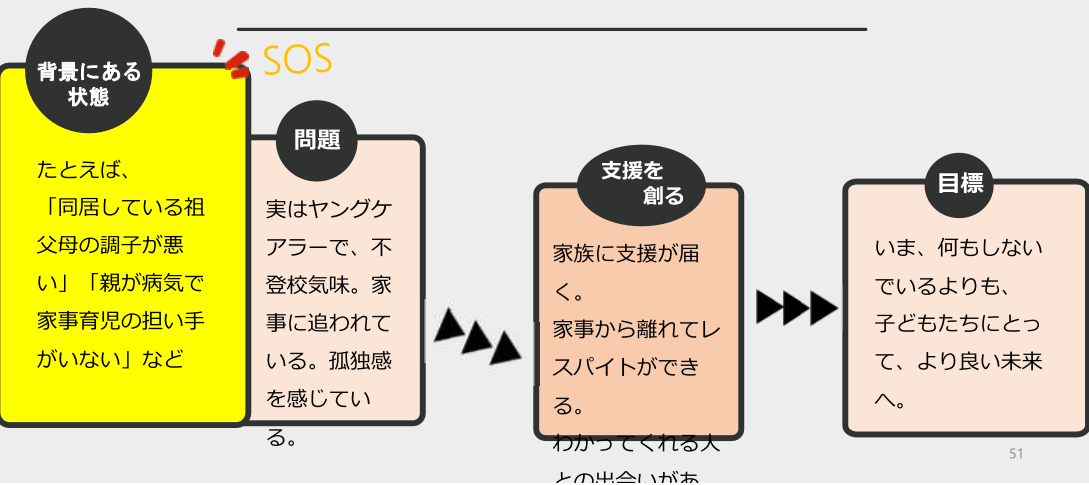 SOS
背景にある
状態
たとえば、
「同居している祖
父母の調子が悪
い」「親が病気で
家事育児の担い手
がいない」など
問題
実はヤングケ
アラーで、不
登校気味。家
事に追われて
いる。孤独感
を感じてい
る。
支援を
創る
家族に支援が届
く。
家事から離れてレ
スパイトができ
る。
わかってくれる人
との出会いがあ
目標
いま、何もしない
でいるよりも、
子どもたちにとっ
て、より良い未来
へ。
51